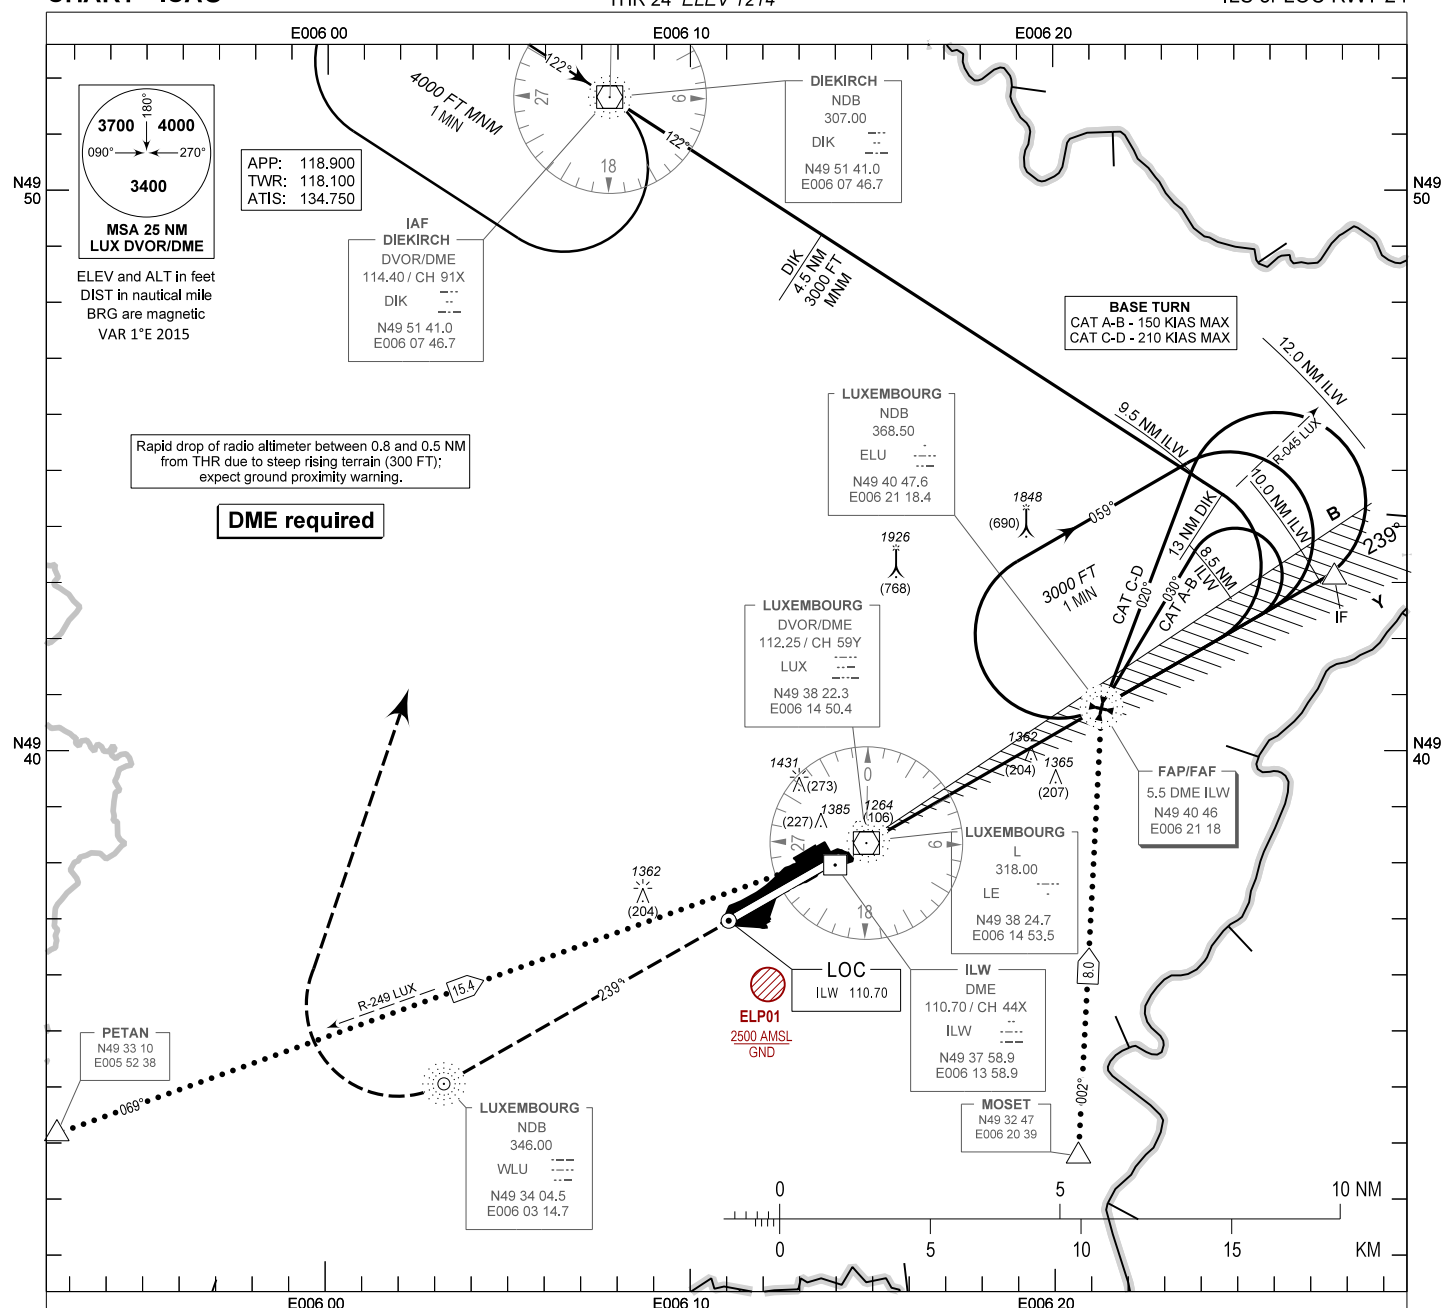 CHART - ICAO
THR 24 ELEV 1214
ILS or LOC RWY 24
E006 00
E006 10
E006 20
N49
50
N49
50
N49
40
N49
40
3700
4000
180°
090°
270°
3400
MSA 25 NM
LUX DVOR/DME
ELEV and ALT in feet
DIST in nautical mile
BRG are magnetic
VAR 1°E 2015
APP: 118.900
TWR: 118.100
ATIS: 134.750
4000 FT MNM
1 MIN
122°
27
9
18
122°
DIEKIRCH
NDB
307.00
DIK
N49 51 41.0
E006 07 46.7
IAF
DIEKIRCH
DVOR/DME
114.40 / CH 91X
DIK
N49 51 41.0
E006 07 46.7
DIK
4.5 NM
3000 FT
MNM
BASE TURN
CAT A-B - 150 KIAS MAX
CAT C-D - 210 KIAS MAX
12.0 NM ILW
R-045 LUX
9.5 NM ILW
10.0 NM ILW
13 NM DIK
8.5 NM
ILW
B
239°
Y
IF
LUXEMBOURG
NDB
368.50
ELU
N49 40 47.6
E006 21 18.4
Rapid drop of radio altimeter between 0.8 and 0.5 NM
from THR due to steep rising terrain (300 FT);
expect ground proximity warning.
DME required
1848
(690)
059°
1926
(768)
3000 FT
1 MIN
CAT C-D
020°
030°
CAT A-B
LUXEMBOURG
DVOR/DME
112.25 / CH 59Y
LUX
N49 38 22.3
E006 14 50.4
1362
(204)
1365
(207)
1431
(273)
1385
(227)
1264
(106)
0
27
9
18
FAP/FAF
5.5 DME ILW
N49 40 46
E006 21 18
LUXEMBOURG
L
318.00
LE
N49 38 24.7
E006 14 53.5
1362
(204)
R-249 LUX
15.4
239°
LOC
ILW 110.70
ILW
DME
110.70 / CH 44X
ILW
N49 37 58.9
E006 13 58.9
8.0
ELP01
2500 AMSL
GND
PETAN
N49 33 10
E005 52 38
069°
002°
MOSET
N49 32 47
E006 20 39
LUXEMBOURG
NDB
346.00
WLU
N49 34 04.5
E006 03 14.7
0
5
10 NM
0
5
10
15
KM
E006 00
E006 10
E006 20